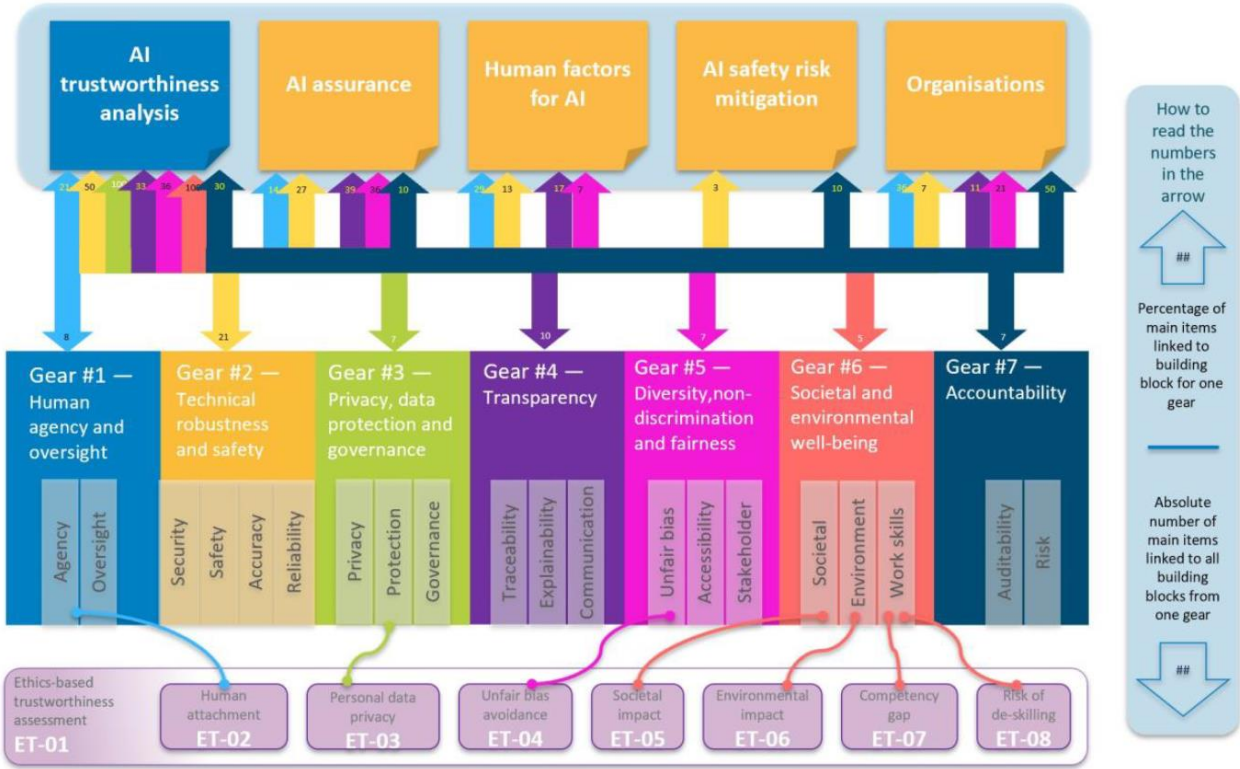 AI
trustworthiness
analysis
AI assurance
Human factors
for AI
AI safety risk
mitigation
Organisations
21
50
100
33
36
100
30
14
27
39
36
10
29
13
17
7
3
10
36
7
11
21
50
8
21
7
10
7
5
7
Gear #1 —
Human
agency and
oversight
Agency
Oversight
Gear #2 —
Technical
robustness
and safety
Security
Safety
Accuracy
Reliability
Gear #3 —
Privacy, data
protection and
governance
Privacy
Protection
Governance
Gear #4 —
Transparency
Traceability
Explainability
Communication
Gear #5 —
Diversity,non-
discrimination
and fairness
Unfair bias
Accessibility
Stakeholder
Gear #6 —
Societal and
environmental
well-being
Societal
Environment
Work skills
Gear #7 —
Accountability
Auditability
Risk
Ethics-based
trustworthiness
assessment
ET-01
Human
attachment
ET-02
Personal data
privacy
ET-03
Unfair bias
avoidance
ET-04
Societal
impact
ET-05
Environmental
impact
ET-06
Competency
gap
ET-07
Risk of
de-skilling
ET-08
How to
read the
numbers
in the
arrow
##
Percentage of
main items
linked to
building
block for one
gear
Absolute
number of
main items
linked to all
building
blocks from
one gear
##